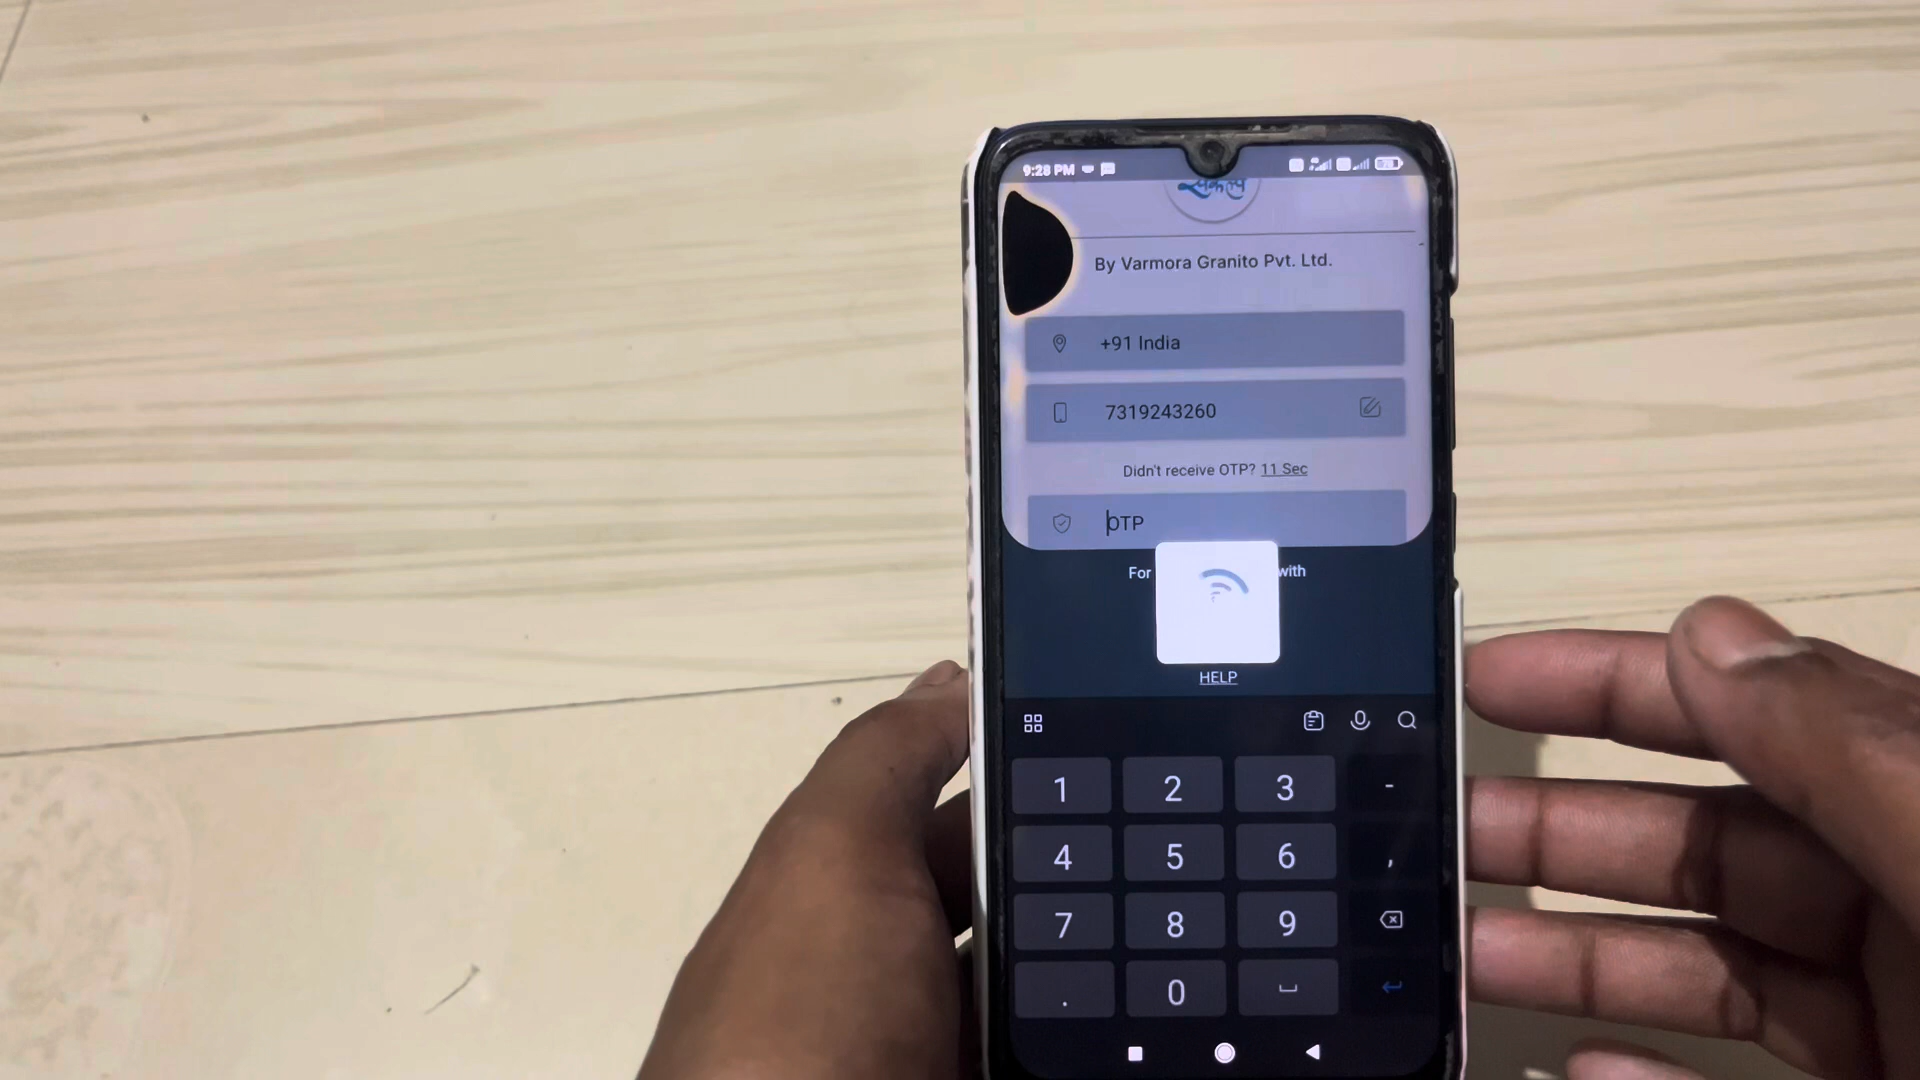 9:28 PM
संकल्प
By Varmora Granito Pvt. Ltd.
+91 India
7319243260
Didn't receive OTP? 11 Sec
OTP
For
with
HELP
1 2 3 -
4 5 6 ,
7 8 9
. 0